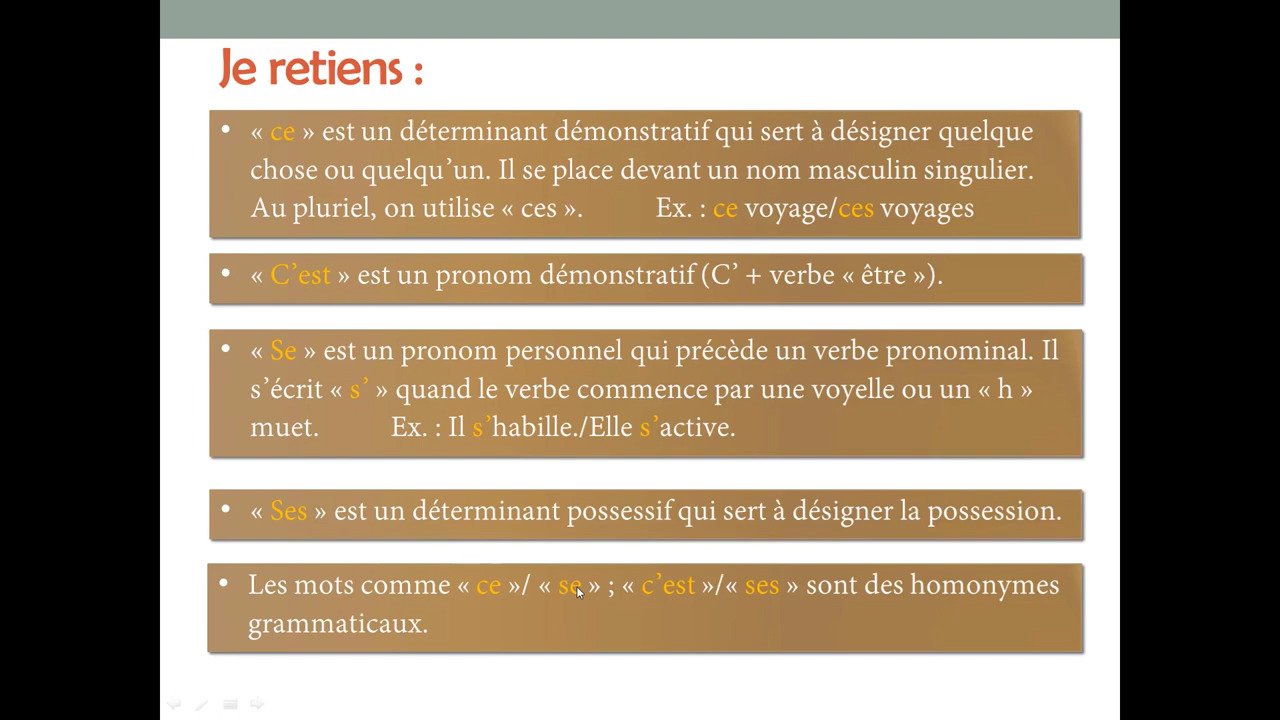 Je retiens :
• « ce » est un déterminant démonstratif qui sert à désigner quelque
chose ou quelqu’un. Il se place devant un nom masculin singulier.
Au pluriel, on utilise « ces ». Ex. : ce voyage/ces voyages
• « C’est » est un pronom démonstratif (C’ + verbe « être »).
• « Se » est un pronom personnel qui précède un verbe pronominal. Il
s’écrit « s’ » quand le verbe commence par une voyelle ou un « h »
muet. Ex. : Il s’habille./Elle s’active.
• « Ses » est un déterminant possessif qui sert à désigner la possession.
• Les mots comme « ce »/ « se » ; « c’est »/« ses » sont des homonymes
grammaticaux.